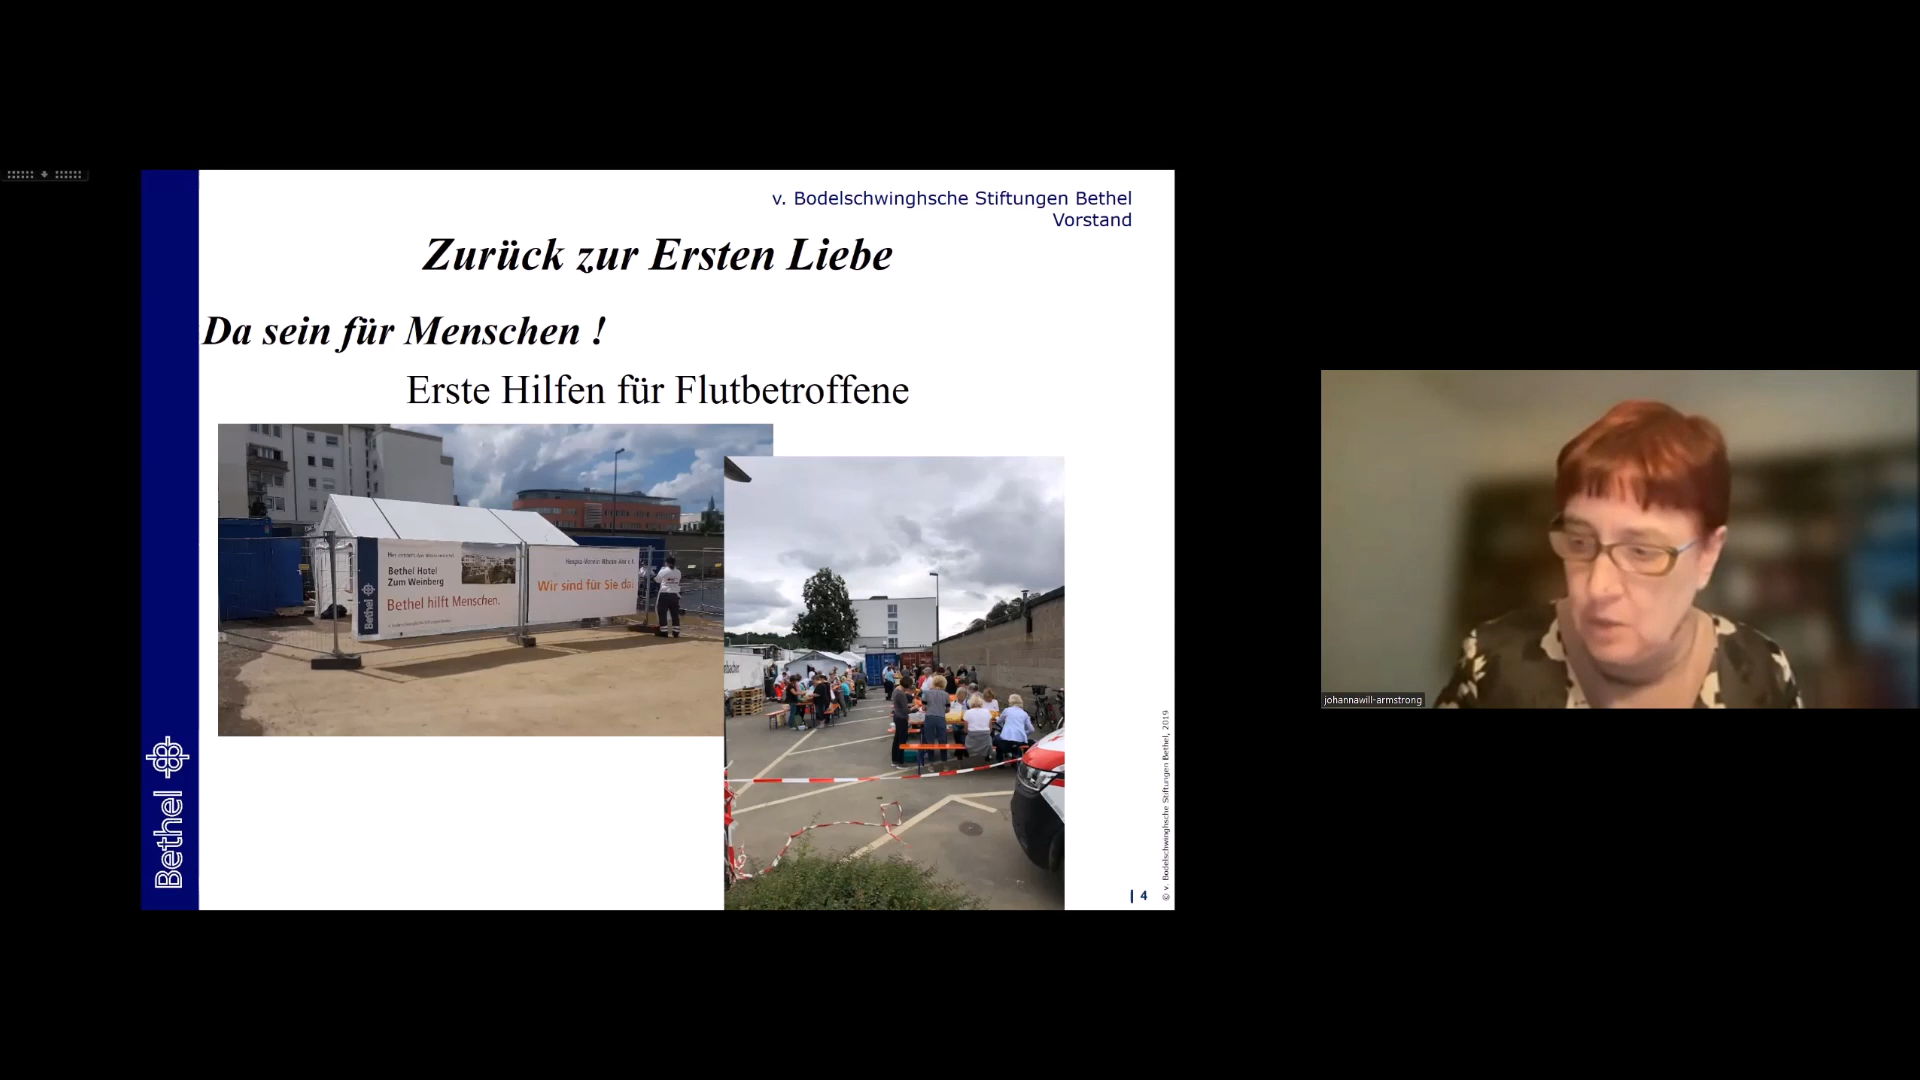 v. Bodelschwinghsche Stiftungen Bethel
Vorstand
Zurück zur Ersten Liebe
Da sein für Menschen !
Erste Hilfen für Flutbetroffene
Bethel Hotel
Zum Weinberg
Bethel hilft Menschen.
Bethel
Wir sind für Sie da
johannawill-armstrong
Bethel
© v. Bodelschwinghsche Stiftungen Bethel, 2019
| 4